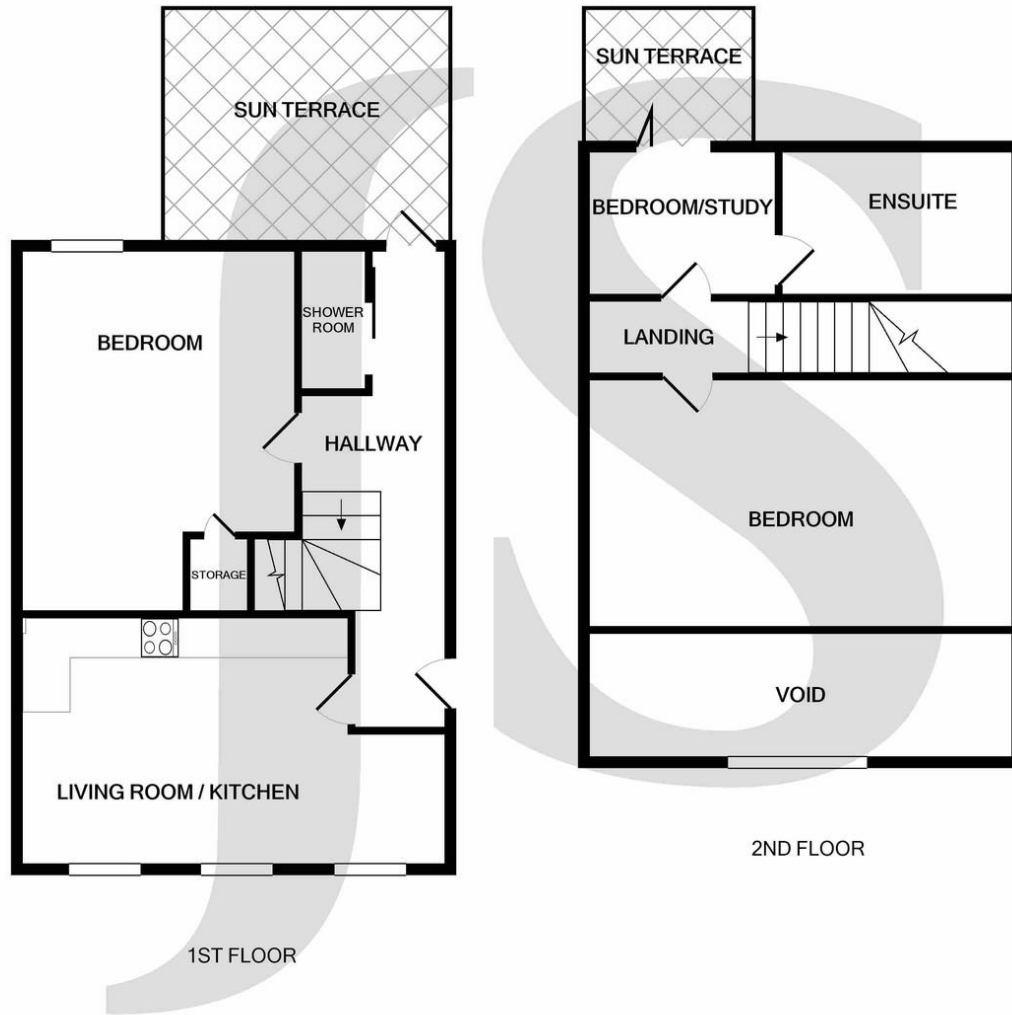 SUN TERRACE
BEDROOM
SHOWER
ROOM
HALLWAY
STORAGE
LIVING ROOM / KITCHEN
1ST FLOOR
SUN TERRACE
BEDROOM/STUDY
ENSUITE
LANDING
BEDROOM
VOID
2ND FLOOR
JS